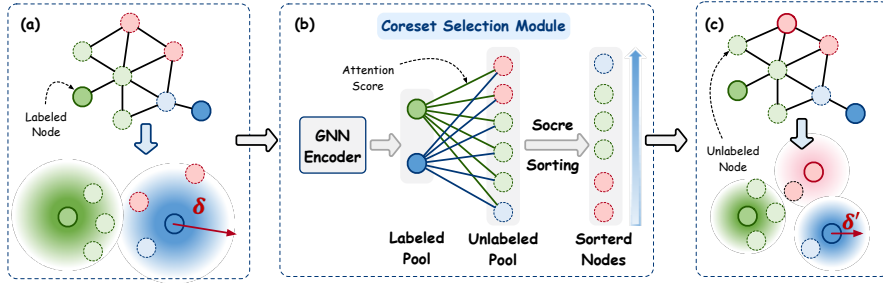 (a)
Labeled
Node
δ
(b)
Coreset Selection Module
Attention
Score
GNN
Encoder
Socre
Sorting
Labeled
Pool
Unlabeled
Pool
Sorterd
Nodes
(c)
Unlabeled
Node
δ'